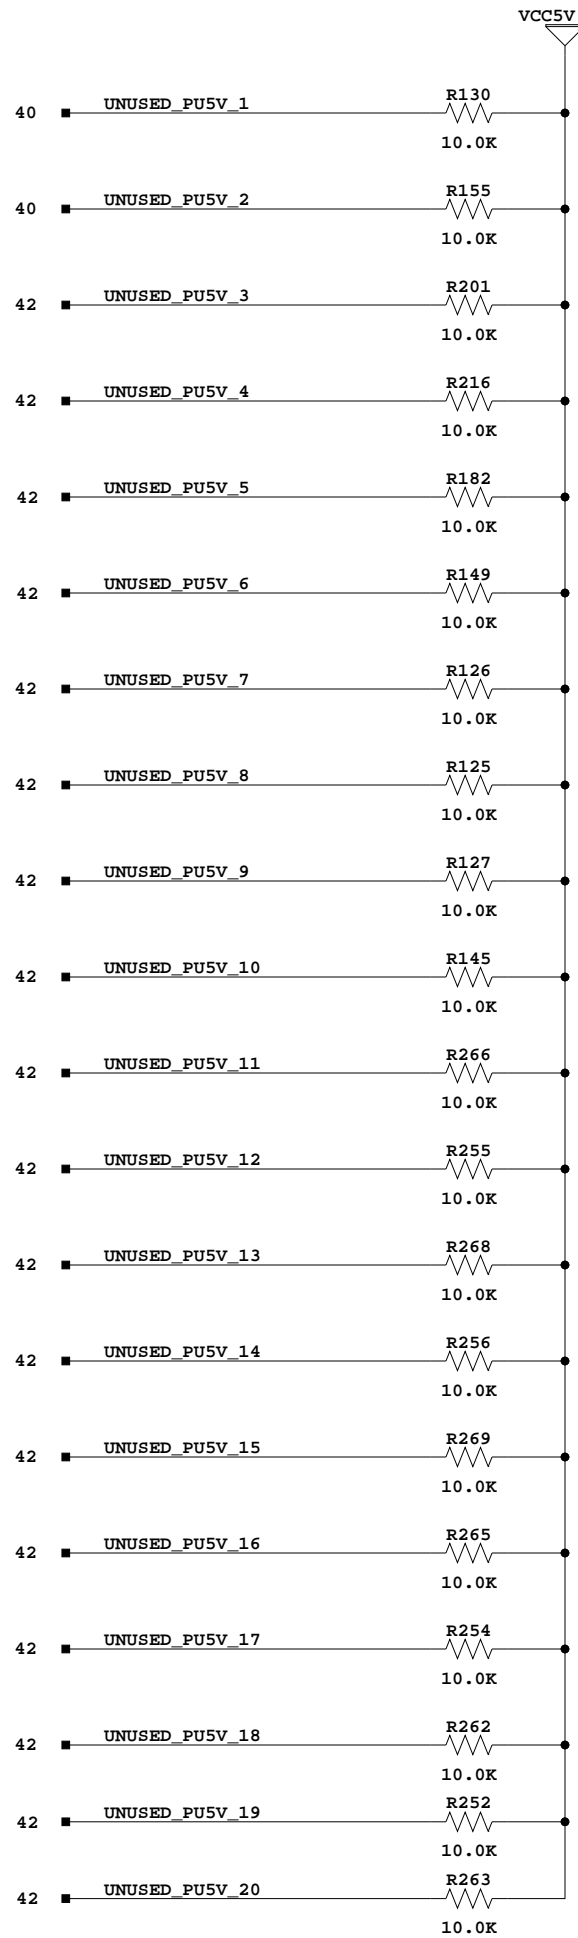 VCC5V
UNUSED_PU5V_1 R130
40
10.0K
UNUSED_PU5V_2 R155
40
10.0K
UNUSED_PU5V_3 R201
42
10.0K
UNUSED_PU5V_4 R216
42
10.0K
UNUSED_PU5V_5 R182
42
10.0K
UNUSED_PU5V_6 R149
42
10.0K
UNUSED_PU5V_7 R126
42
10.0K
UNUSED_PU5V_8 R125
42
10.0K
UNUSED_PU5V_9 R127
42
10.0K
UNUSED_PU5V_10 R145
42
10.0K
UNUSED_PU5V_11 R266
42
10.0K
UNUSED_PU5V_12 R255
42
10.0K
UNUSED_PU5V_13 R268
42
10.0K
UNUSED_PU5V_14 R256
42
10.0K
UNUSED_PU5V_15 R269
42
10.0K
UNUSED_PU5V_16 R265
42
10.0K
UNUSED_PU5V_17 R254
42
10.0K
UNUSED_PU5V_18 R262
42
10.0K
UNUSED_PU5V_19 R252
42
10.0K
UNUSED_PU5V_20 R263
42
10.0K